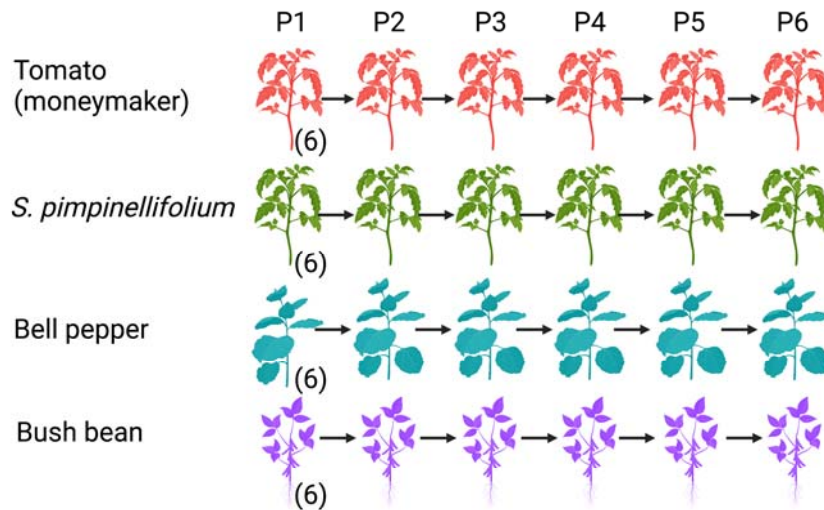 P1 P2 P3 P4 P5 P6
Tomato
(moneymaker)
(6)
S. pimpinellifolium
(6)
Bell pepper
(6)
Bush bean
(6)